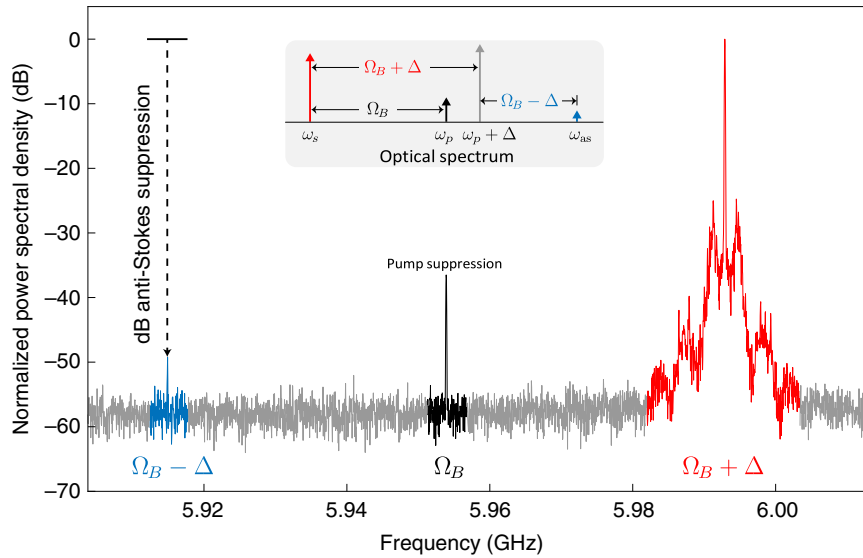 Normalized power spectral density (dB)
0
−10
−20
−30
−40
−50
−60
−70
dB anti-Stokes suppression
Ω_B + Δ
Ω_B − Δ
Ω_B
ω_s
ω_p
ω_p + Δ
ω_as
Optical spectrum
Pump suppression
Ω_B − Δ
Ω_B
Ω_B + Δ
5.92
5.94
5.96
5.98
6.00
Frequency (GHz)